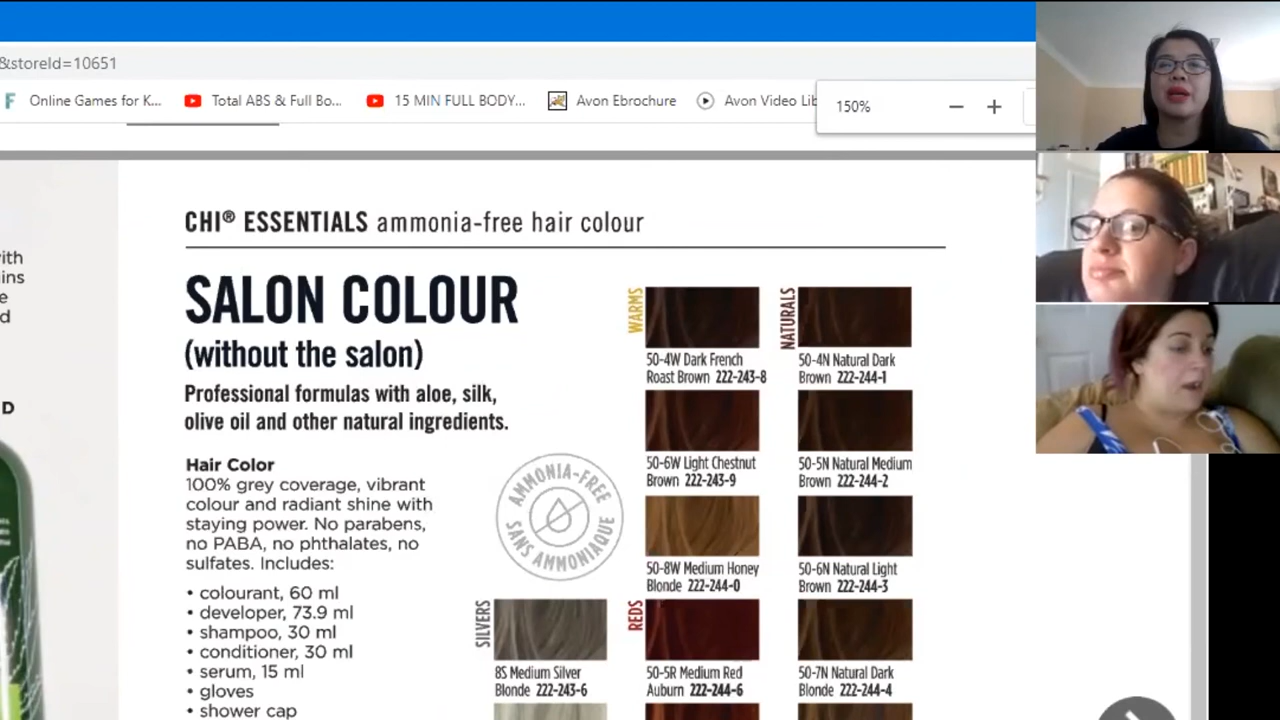 &storeId=10651
Online Games for K...
Total ABS & Full Bo...
15 MIN FULL BODY...
Avon Ebrochure
Avon Video Lib
150%
CHI® ESSENTIALS ammonia-free hair colour
SALON COLOUR
(without the salon)
Professional formulas with aloe, silk,
olive oil and other natural ingredients.
Hair Color
100% grey coverage, vibrant
colour and radiant shine with
staying power. No parabens,
no PABA, no phthalates, no
sulfates. Includes:
• colourant, 60 ml
• developer, 73.9 ml
• shampoo, 30 ml
• conditioner, 30 ml
• serum, 15 ml
• gloves
• shower cap
AMMONIA-FREE
SANS AMMONIAQUE
SILVERS
8S Medium Silver
Blonde 222-243-6
WARMS
50-4W Dark French
Roast Brown 222-243-8
50-6W Light Chestnut
Brown 222-243-9
50-8W Medium Honey
Blonde 222-244-0
REDS
50-5R Medium Red
Auburn 222-244-6
NATURALS
50-4N Natural Dark
Brown 222-244-1
50-5N Natural Medium
Brown 222-244-2
50-6N Natural Light
Brown 222-244-3
50-7N Natural Dark
Blonde 222-244-4